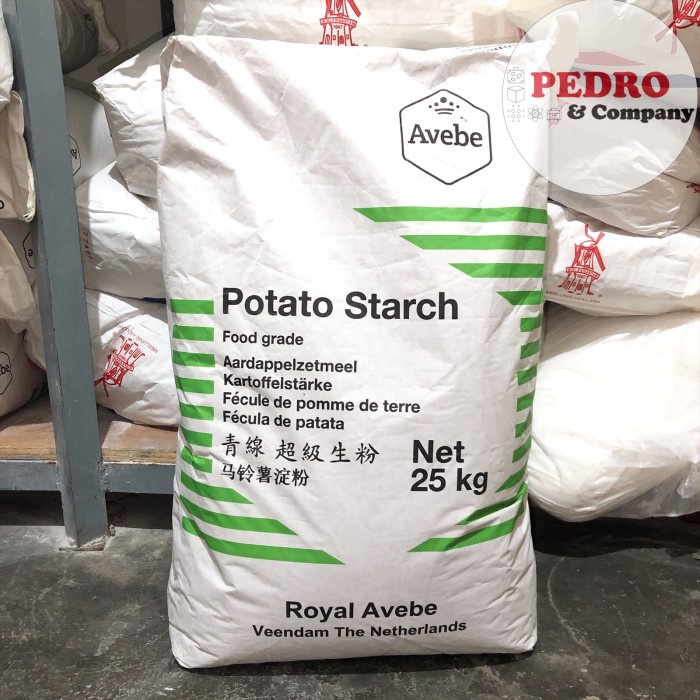 PEDRO
& Company
Avebe
Potato Starch
Food grade
Aardappelzetmeel
Kartoffelstärke
Fécule de pomme de terre
Fécula de patata
青線 超級生粉
马铃薯淀粉
Net
25 kg
Royal Avebe
Veendam The Netherlands
Avebe